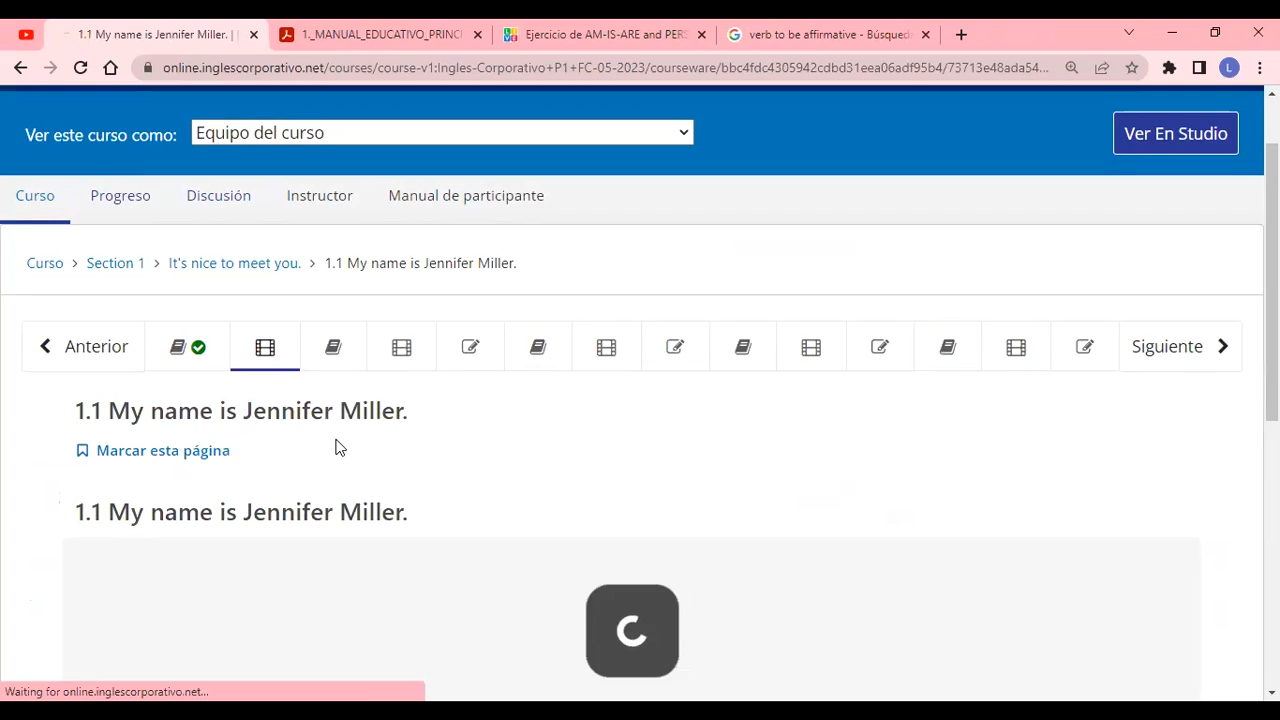 1.1 My name is Jennifer Miller. |
1._MANUAL_EDUCATIVO_PRINCI
Ejercicio de AM-IS-ARE and PERS
verb to be affirmative - Búsqued
online.inglescorporativo.net/courses/course-v1:Ingles-Corporativo+P1+FC-05-2023/courseware/bbc4fdc4305942cdbd31eea06adf95b4/73713e48ada54...
L
Ver este curso como:
Equipo del curso
Ver En Studio
Curso
Progreso
Discusión
Instructor
Manual de participante
Curso > Section 1 > It's nice to meet you. > 1.1 My name is Jennifer Miller.
Anterior
Siguiente
1.1 My name is Jennifer Miller.
Marcar esta página
1.1 My name is Jennifer Miller.
Waiting for online.inglescorporativo.net...